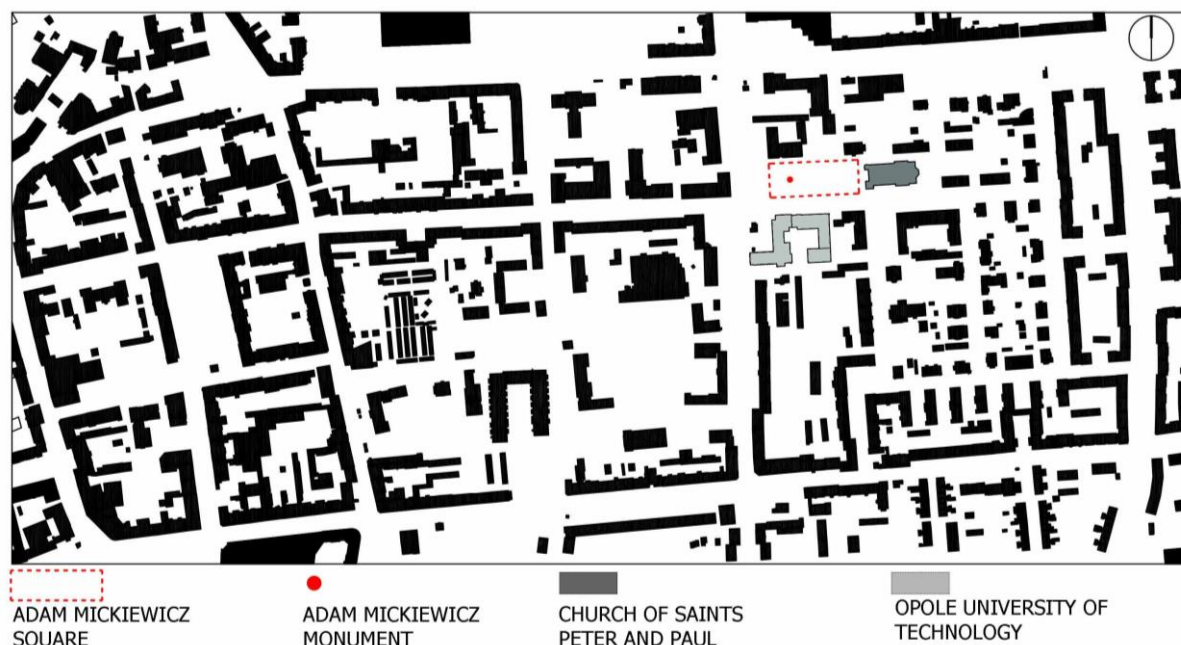 ADAM MICKIEWICZ
SQUARE
ADAM MICKIEWICZ
MONUMENT
CHURCH OF SAINTS
PETER AND PAUL
OPOLE UNIVERSITY OF
TECHNOLOGY